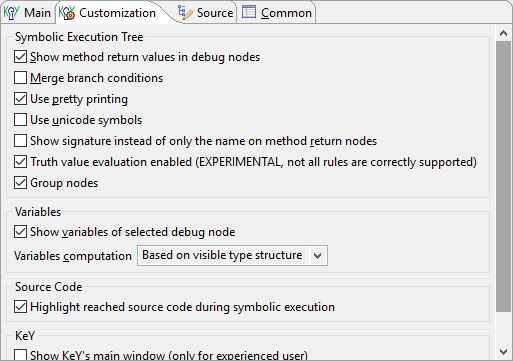 Main Customization Source Common
Symbolic Execution Tree
Show method return values in debug nodes
Merge branch conditions
Use pretty printing
Use unicode symbols
Show signature instead of only the name on method return nodes
Truth value evaluation enabled (EXPERIMENTAL, not all rules are correctly supported)
Group nodes
Variables
Show variables of selected debug node
Variables computation Based on visible type structure
Source Code
Highlight reached source code during symbolic execution
KeY
Show KeY's main window (only for experienced user)